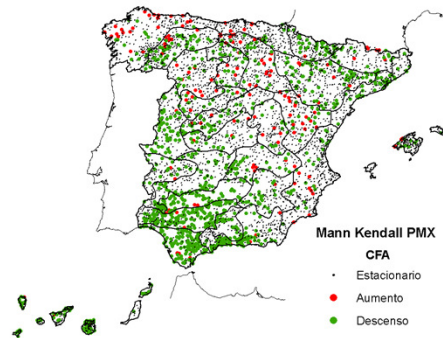 Mann Kendall PMX
CFA
Estacionario
Aumento
Descenso